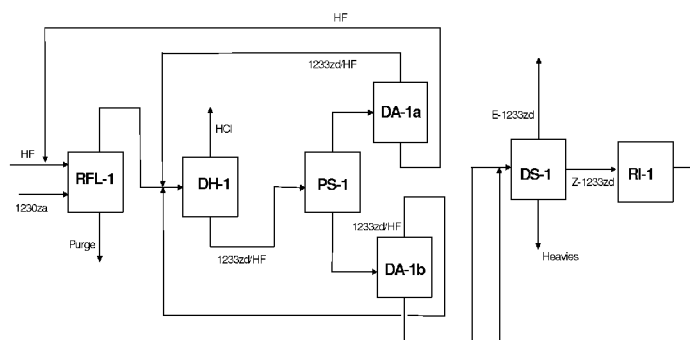 HF
1233zd/HF
E-1233zd
DA-1a
HCl
HF
RFL-1
DH-1
PS-1
DS-1
RI-1
Z-1233zd
1230za
1233zd/HF
Purge
1233zd/HF
Heavies
DA-1b